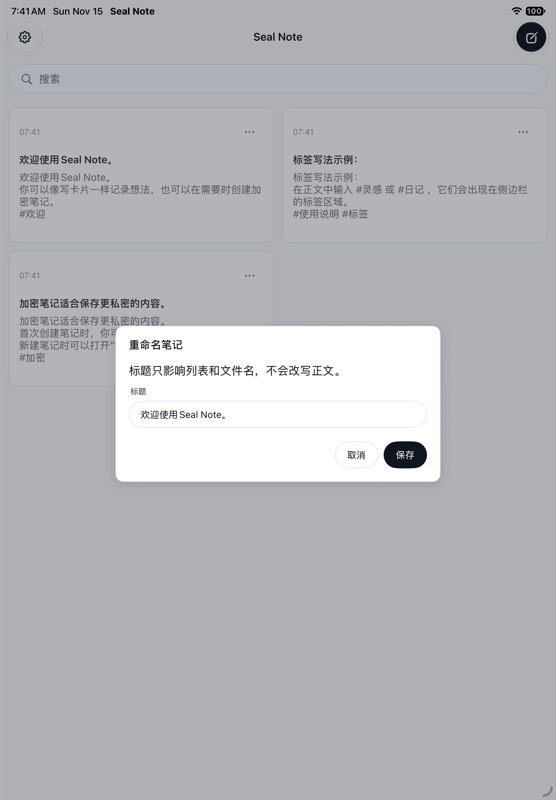 7:41 AM Sun Nov 15 Seal Note 100
Seal Note
搜索
07:41
欢迎使用 Seal Note。
欢迎使用 Seal Note。
你可以像写卡片一样记录想法，也可以在需要时创建加
密笔记。
#欢迎
07:41
标签写法示例：
标签写法示例：
在正文中输入 #灵感 或 #日记 ，它们会出现在侧边栏
的标签区域。
#使用说明 #标签
07:41
加密笔记适合保存更私密的内容。
加密笔记适合保存更私密的内容。
首次创建笔记时，你
新建笔记时可以打开“
#加密
重命名笔记
标题只影响列表和文件名，不会改写正文。
标题
欢迎使用 Seal Note。
取消
保存